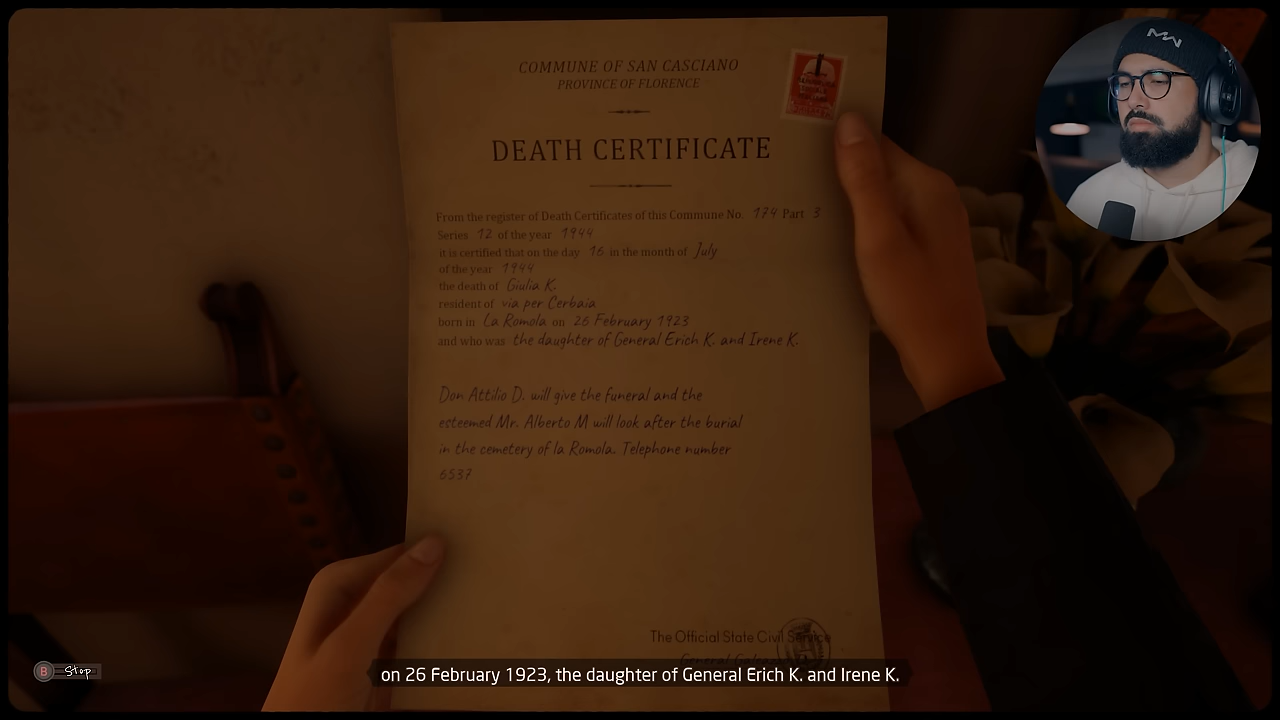 COMMUNE OF SAN CASCIANO
PROVINCE OF FLORENCE
DEATH CERTIFICATE
From the register of Death Certificates of this Commune No. 174 Part 3
Series 12 of the year 1944
it is certified that on the day 16 in the month of July
of the year 1944
the death of Giulia K.
resident of via per Cerbaia
born in La Romola on 26 February 1923
and who was the daughter of General Erich K. and Irene K.
Don Attilio D. will give the funeral and the
esteemed Mr. Alberto M will look after the burial
in the cemetery of la Romola. Telephone number
6537
The Official State Civil Service
B Stop
on 26 February 1923, the daughter of General Erich K. and Irene K.